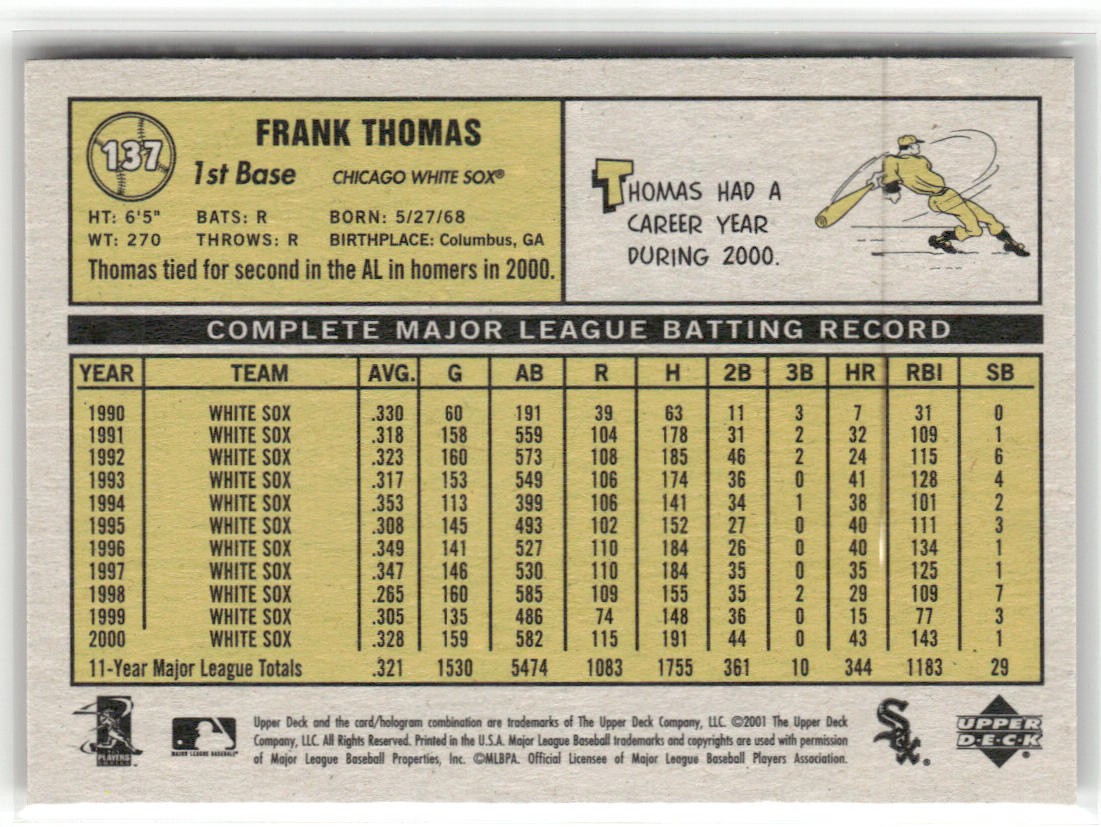 137
FRANK THOMAS
1st Base CHICAGO WHITE SOX®
HT: 6'5" BATS: R BORN: 5/27/68
WT: 270 THROWS: R BIRTHPLACE: Columbus, GA
Thomas tied for second in the AL in homers in 2000.
THOMAS HAD A
CAREER YEAR
DURING 2000.
COMPLETE MAJOR LEAGUE BATTING RECORD
YEAR TEAM AVG. G AB R H 2B 3B HR RBI SB
1990 WHITE SOX .330 60 191 39 63 11 3 7 31 0
1991 WHITE SOX .318 158 559 104 178 31 2 32 109 1
1992 WHITE SOX .323 160 573 108 185 46 2 24 115 6
1993 WHITE SOX .317 153 549 106 174 36 0 41 128 4
1994 WHITE SOX .353 113 399 106 141 34 1 38 101 2
1995 WHITE SOX .308 145 493 102 152 27 0 40 111 3
1996 WHITE SOX .349 141 527 110 184 26 0 40 134 1
1997 WHITE SOX .347 146 530 110 184 35 0 35 125 1
1998 WHITE SOX .265 160 585 109 155 35 2 29 109 7
1999 WHITE SOX .305 135 486 74 148 36 0 15 77 3
2000 WHITE SOX .328 159 582 115 191 44 0 43 143 1
11-Year Major League Totals .321 1530 5474 1083 1755 361 10 344 1183 29
PLAYERS
MAJOR LEAGUE BASEBALL®
Upper Deck and the card/hologram combination are trademarks of The Upper Deck Company, LLC. ©2001 The Upper Deck
Company, LLC. All Rights Reserved. Printed in the U.S.A. Major League Baseball trademarks and copyrights are used with permission
of Major League Baseball Properties, Inc. ©MLBPA. Official Licensee of Major League Baseball Players Association.
Sox®
UPPER
DECK